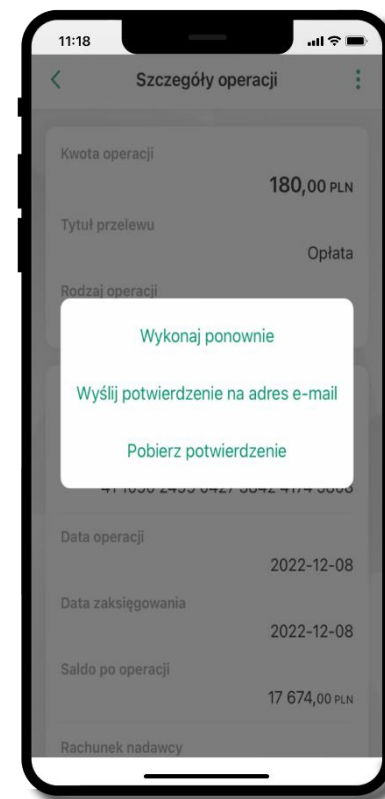 11:18
Szczegóły operacji
Kwota operacji
180,00 PLN
Tytuł przelewu
Opłata
Rodzaj operacji
Wykonaj ponownie
Wyślij potwierdzenie na adres e-mail
Pobierz potwierdzenie
Data operacji
2022-12-08
Data zaksięgowania
2022-12-08
Saldo po operacji
17 674,00 PLN
Rachunek nadawcy